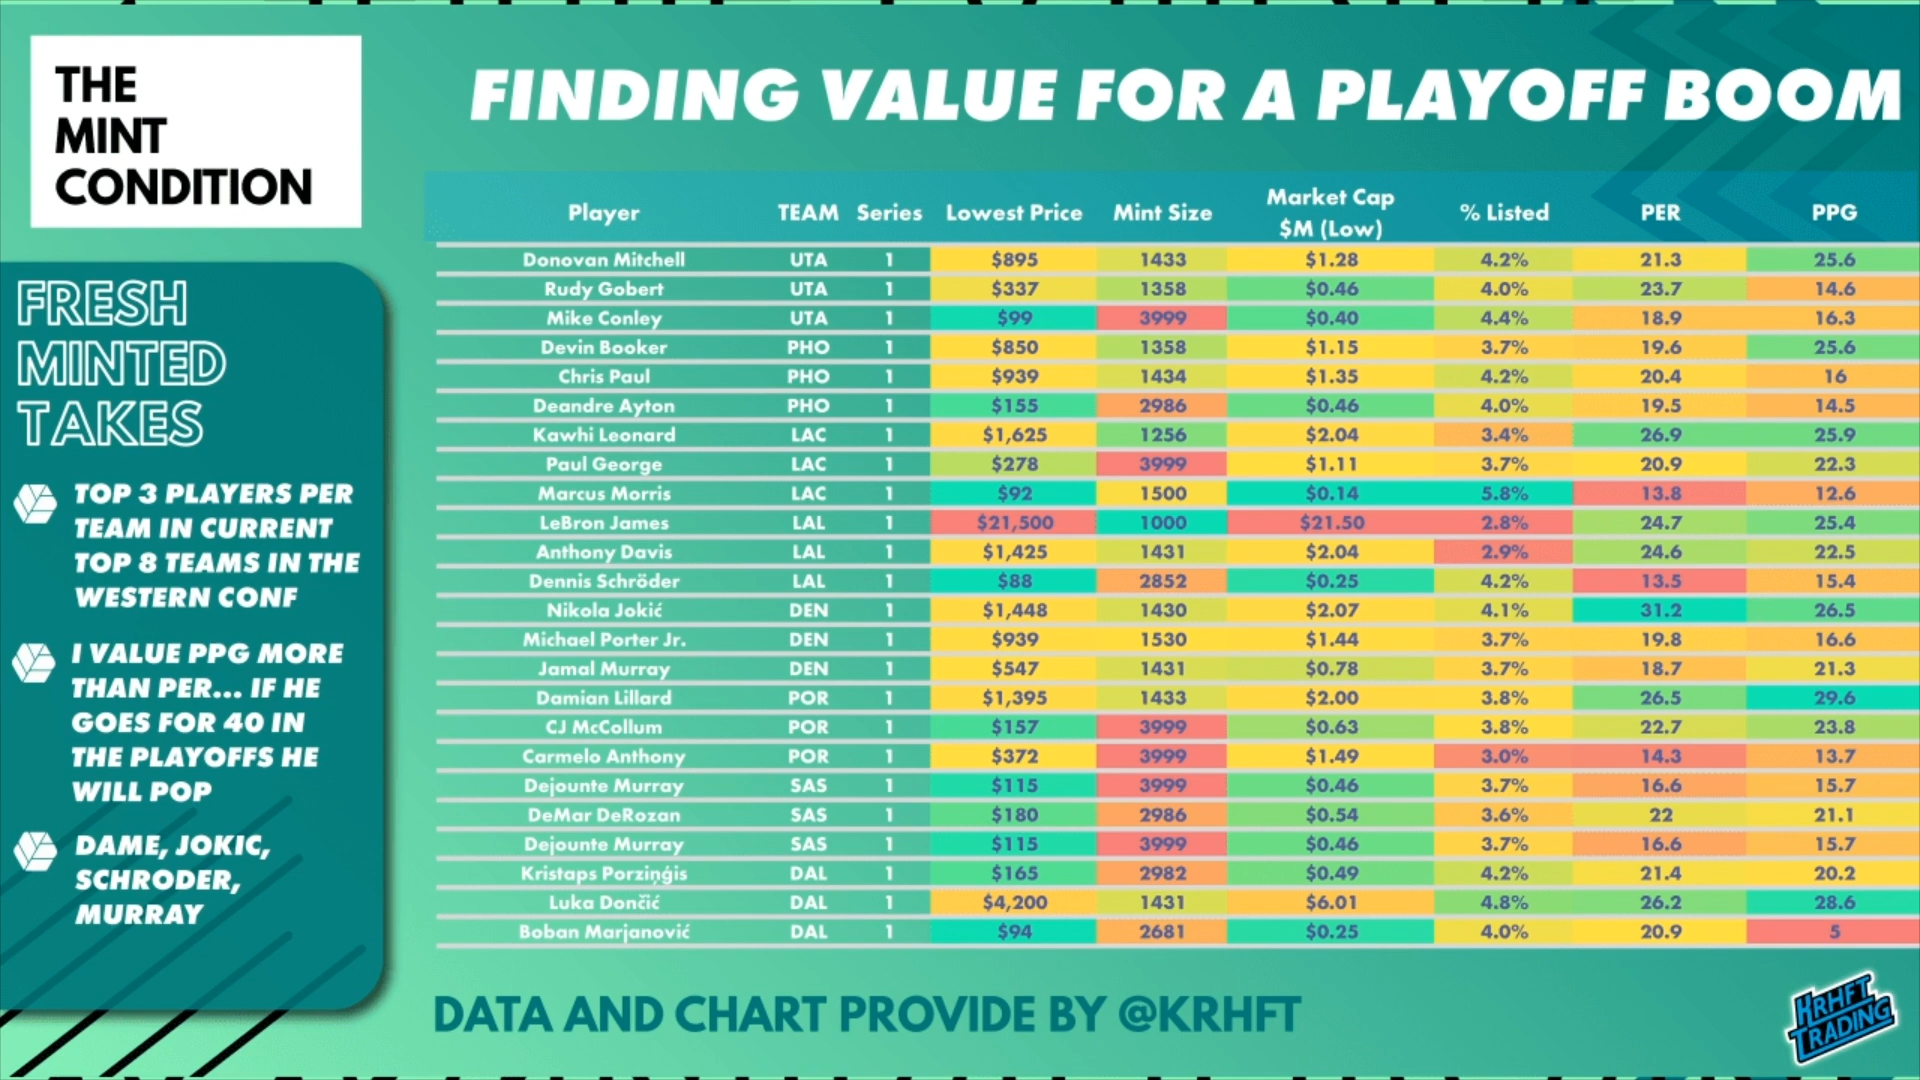 THE
MINT
CONDITION
FINDING VALUE FOR A PLAYOFF BOOM
FRESH
MINTED
TAKES
TOP 3 PLAYERS PER
TEAM IN CURRENT
TOP 8 TEAMS IN THE
WESTERN CONF
I VALUE PPG MORE
THAN PER... IF HE
GOES FOR 40 IN
THE PLAYOFFS HE
WILL POP
DAME, JOKIC,
SCHRODER,
MURRAY
Player TEAM Series Lowest Price Mint Size Market Cap $M (Low) % Listed PER PPG
Donovan Mitchell UTA 1 $895 1433 $1.28 4.2% 21.3 25.6
Rudy Gobert UTA 1 $337 1358 $0.46 4.0% 23.7 14.6
Mike Conley UTA 1 $99 3999 $0.40 4.4% 18.9 16.3
Devin Booker PHO 1 $850 1358 $1.15 3.7% 19.6 25.6
Chris Paul PHO 1 $939 1434 $1.35 4.2% 20.4 16
Deandre Ayton PHO 1 $155 2986 $0.46 4.0% 19.5 14.5
Kawhi Leonard LAC 1 $1,625 1256 $2.04 3.4% 26.9 25.9
Paul George LAC 1 $278 3999 $1.11 3.7% 20.9 22.3
Marcus Morris LAC 1 $92 1500 $0.14 5.8% 13.8 12.6
LeBron James LAL 1 $21,500 1000 $21.50 2.8% 24.7 25.4
Anthony Davis LAL 1 $1,425 1431 $2.04 2.9% 24.6 22.5
Dennis Schröder LAL 1 $88 2852 $0.25 4.2% 13.5 15.4
Nikola Jokić DEN 1 $1,448 1430 $2.07 4.1% 31.2 26.5
Michael Porter Jr. DEN 1 $939 1530 $1.44 3.7% 19.8 16.6
Jamal Murray DEN 1 $547 1431 $0.78 3.7% 18.7 21.3
Damian Lillard POR 1 $1,395 1433 $2.00 3.8% 26.5 29.6
CJ McCollum POR 1 $157 3999 $0.63 3.8% 22.7 23.8
Carmelo Anthony POR 1 $372 3999 $1.49 3.0% 14.3 13.7
Dejounte Murray SAS 1 $115 3999 $0.46 3.7% 16.6 15.7
DeMar DeRozan SAS 1 $180 2986 $0.54 3.6% 22 21.1
Dejounte Murray SAS 1 $115 3999 $0.46 3.7% 16.6 15.7
Kristaps Porziņģis DAL 1 $165 2982 $0.49 4.2% 21.4 20.2
Luka Dončić DAL 1 $4,200 1431 $6.01 4.8% 26.2 28.6
Boban Marjanović DAL 1 $94 2681 $0.25 4.0% 20.9 5
DATA AND CHART PROVIDE BY @KRHFT
KRHFT
TRADING